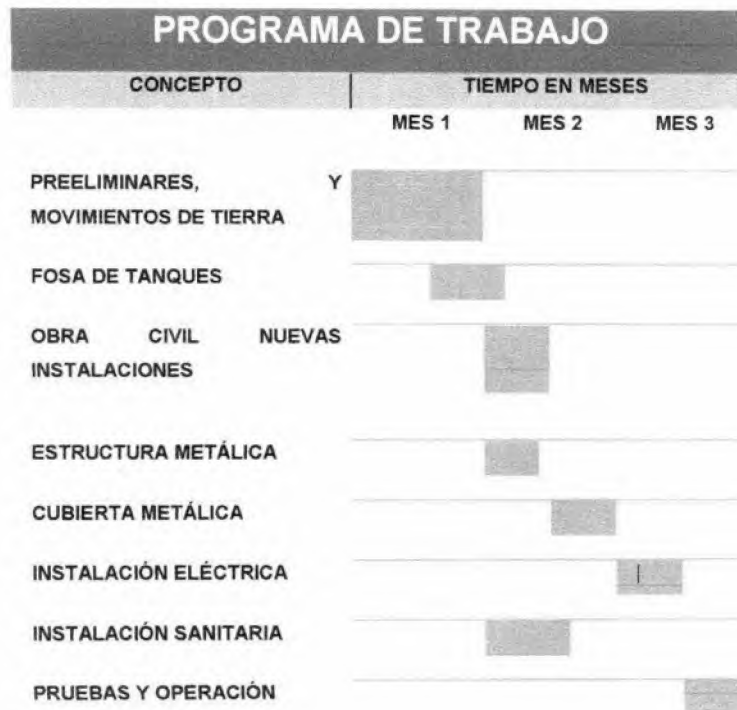 PROGRAMA DE TRABAJO
CONCEPTO TIEMPO EN MESES
MES 1 MES 2 MES 3
PREELIMINARES, Y
MOVIMIENTOS DE TIERRA
FOSA DE TANQUES
OBRA CIVIL NUEVAS
INSTALACIONES
ESTRUCTURA METÁLICA
CUBIERTA METÁLICA
INSTALACIÓN ELÉCTRICA
INSTALACIÓN SANITARIA
PRUEBAS Y OPERACIÓN